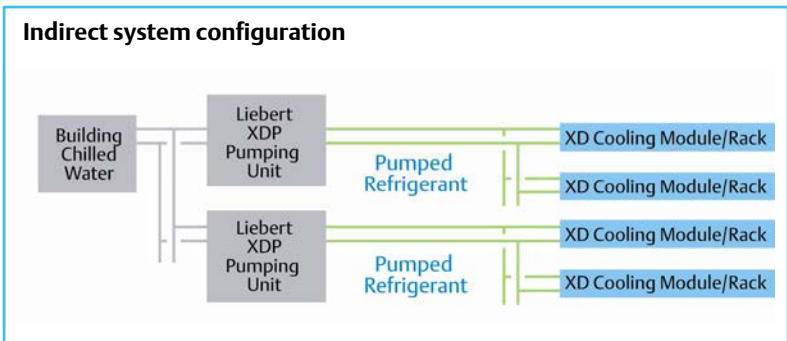 Indirect system configuration
Building
Chilled
Water
Liebert
XDP
Pumping
Unit
Pumped
Refrigerant
XD Cooling Module/Rack
XD Cooling Module/Rack
Liebert
XDP
Pumping
Unit
Pumped
Refrigerant
XD Cooling Module/Rack
XD Cooling Module/Rack